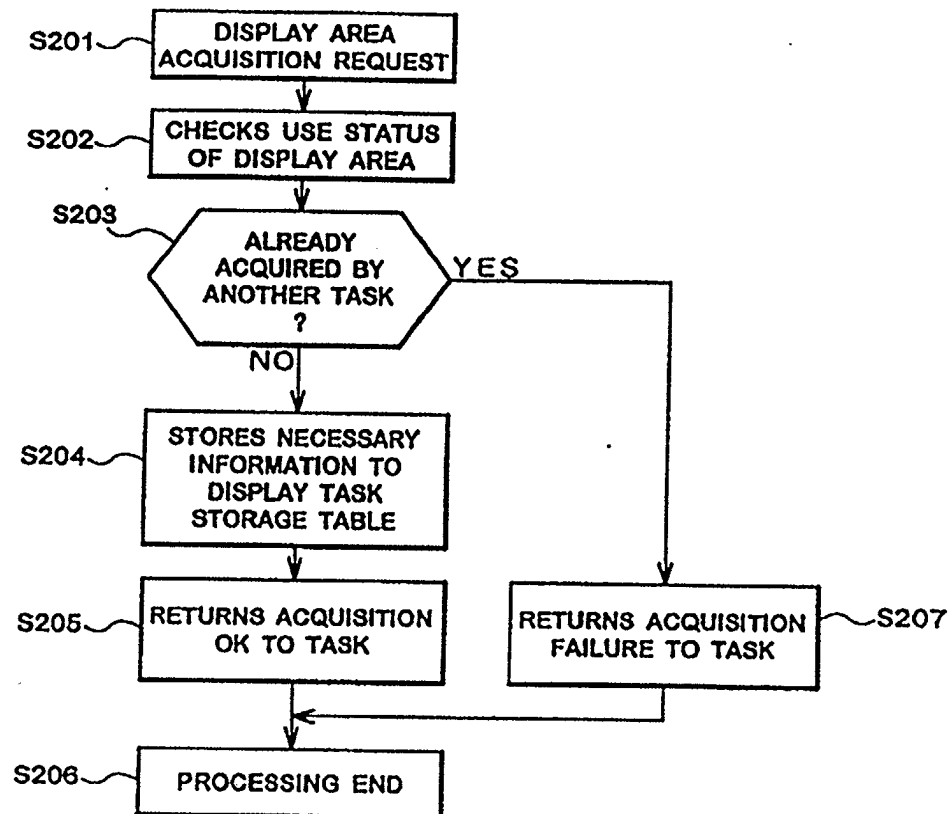 S201
DISPLAY AREA
ACQUISITION REQUEST
S202
CHECKS USE STATUS
OF DISPLAY AREA
S203
ALREADY
ACQUIRED BY
ANOTHER TASK
?
YES
NO
S204
STORES NECESSARY
INFORMATION TO
DISPLAY TASK
STORAGE TABLE
S205
RETURNS ACQUISITION
OK TO TASK
RETURNS ACQUISITION
FAILURE TO TASK
S207
S206
PROCESSING END